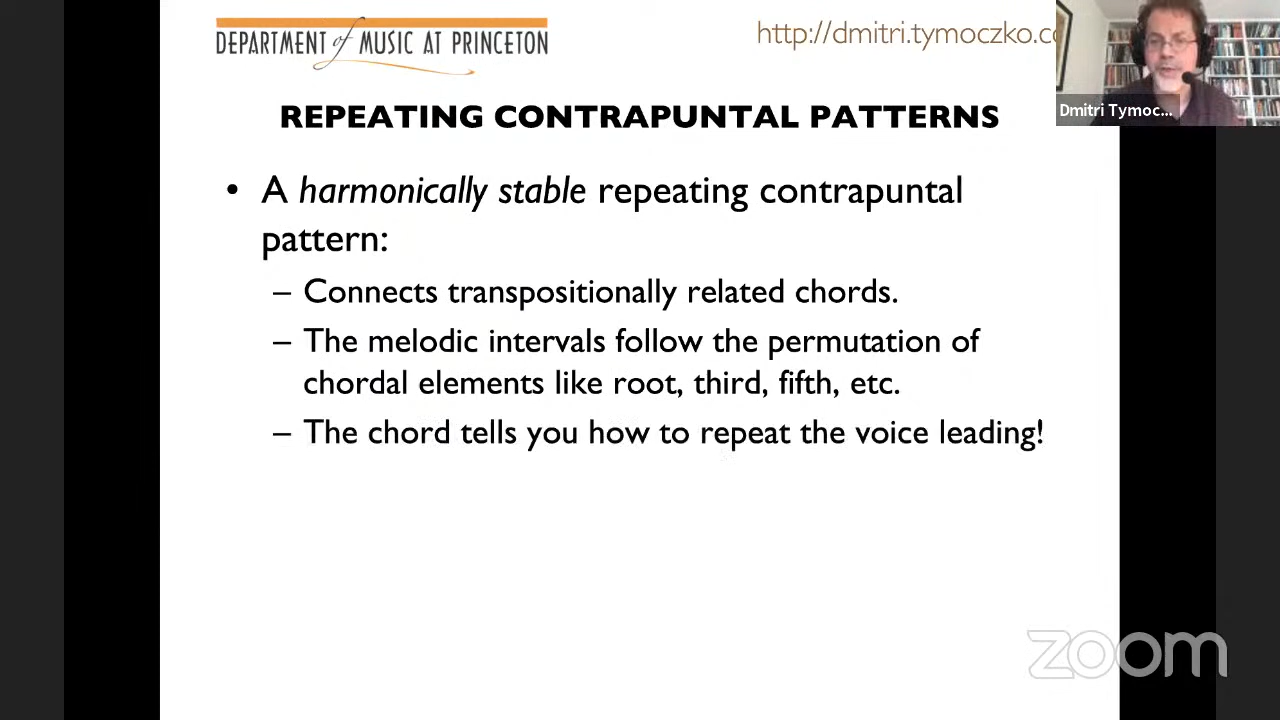 DEPARTMENT of MUSIC AT PRINCETON
http://dmitri.tymoczko.co
Dmitri Tymoc...
REPEATING CONTRAPUNTAL PATTERNS
• A harmonically stable repeating contrapuntal
pattern:
– Connects transpositionally related chords.
– The melodic intervals follow the permutation of
chordal elements like root, third, fifth, etc.
– The chord tells you how to repeat the voice leading!
zoom